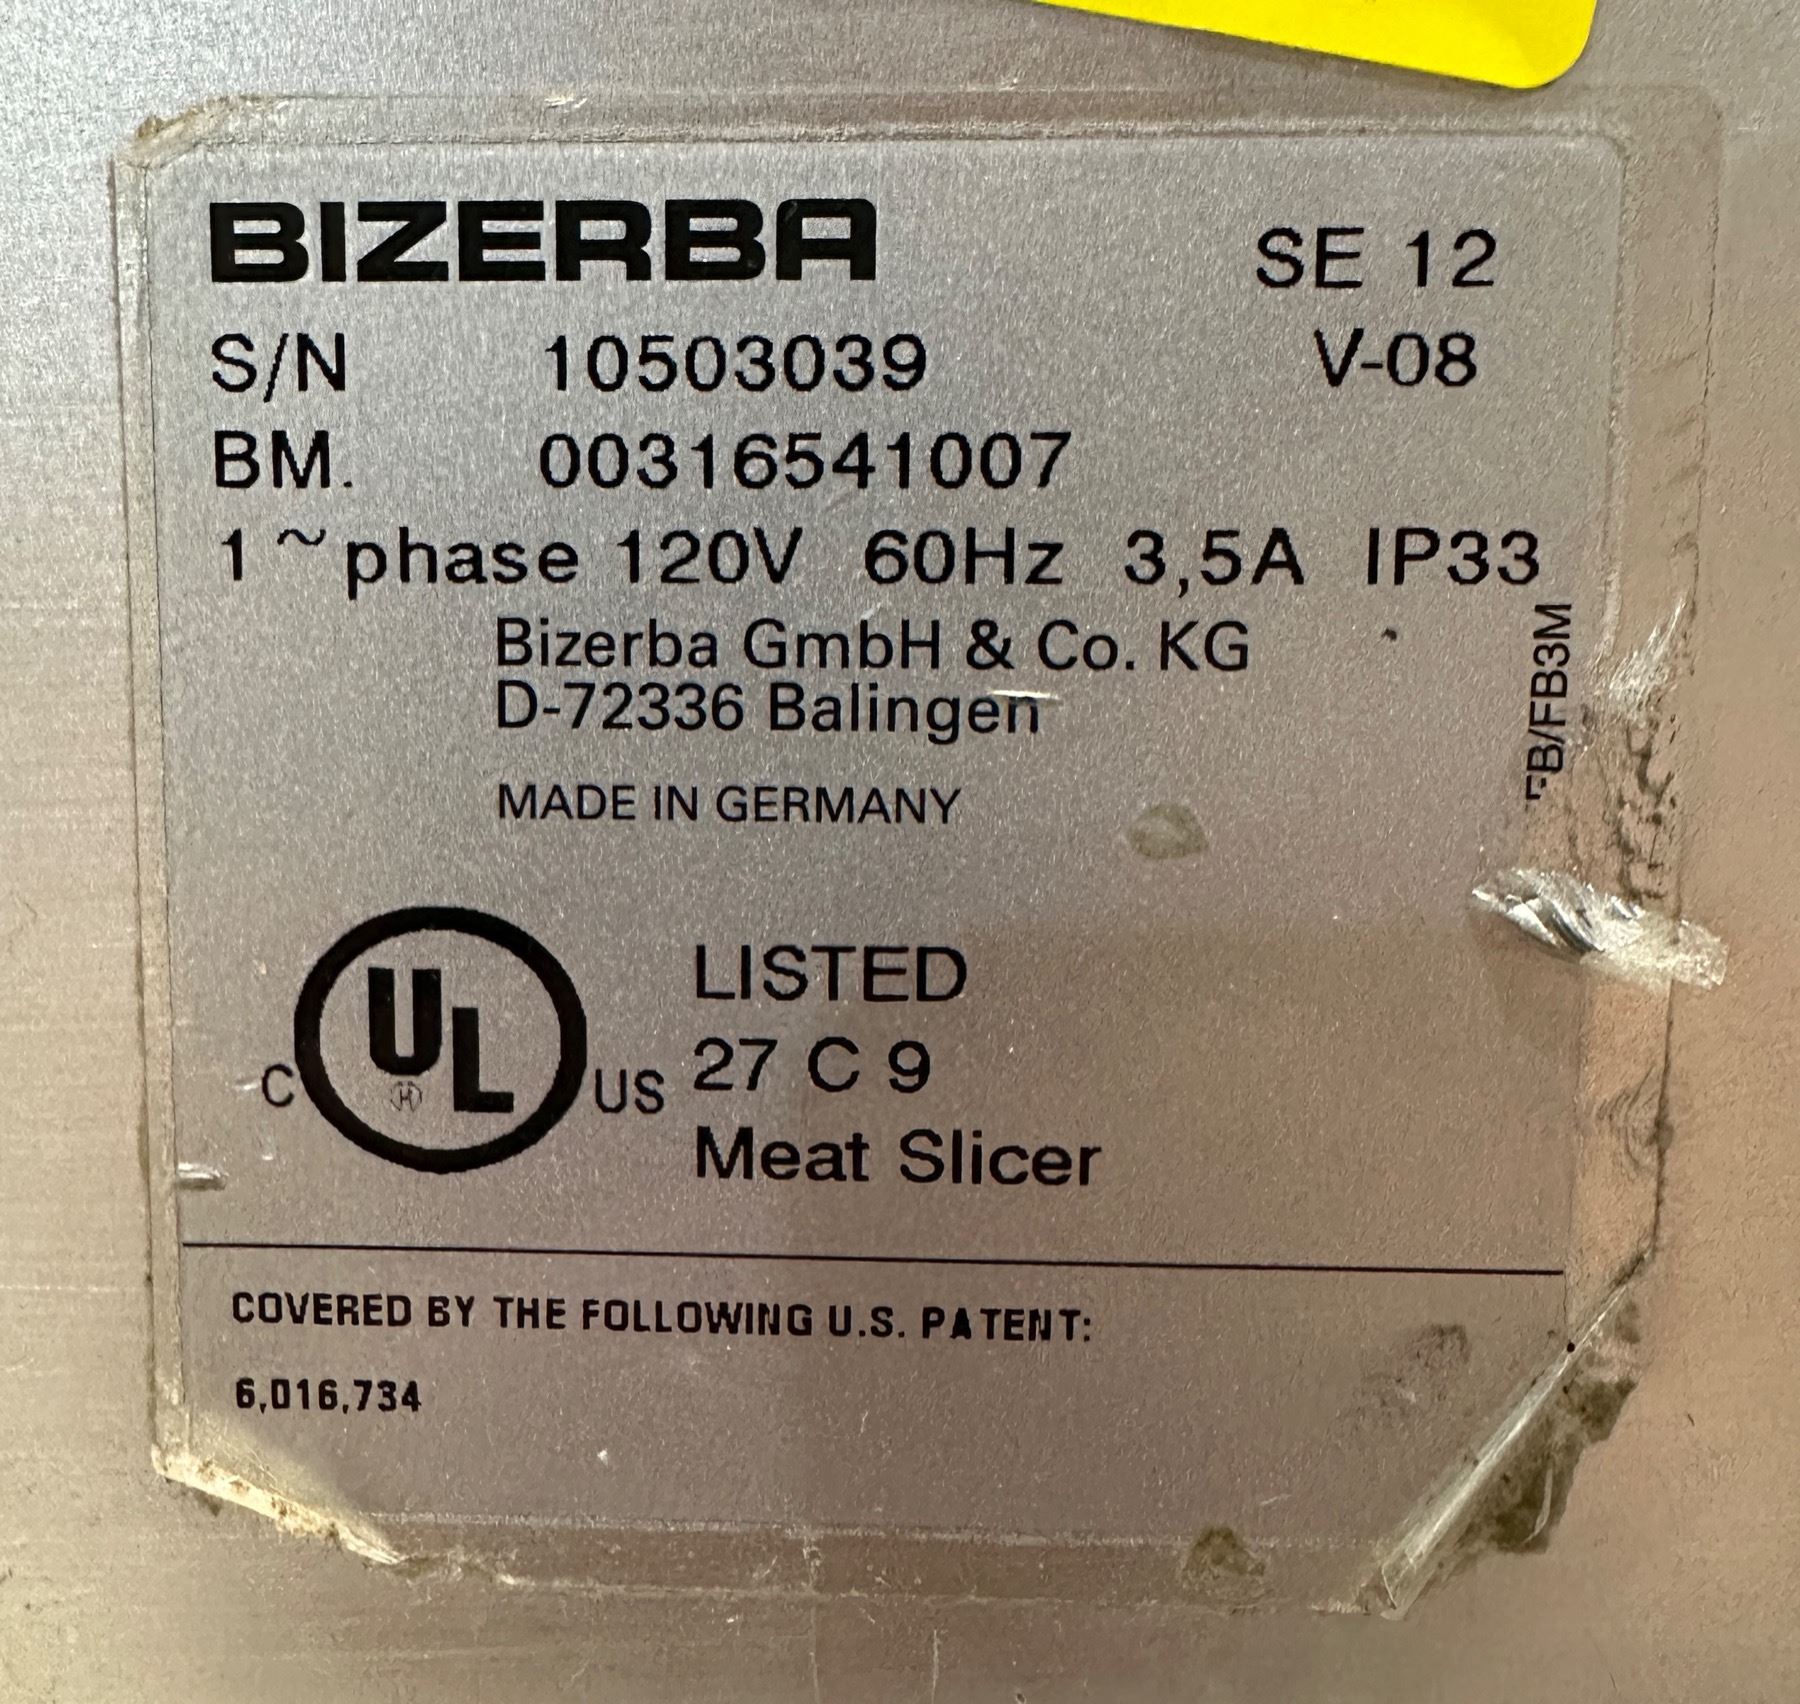 BIZERBA SE 12
S/N 10503039 V-08
BM. 00316541007
1~phase 120V 60Hz 3,5A IP33
Bizerba GmbH & Co. KG
D-72336 Balingen
MADE IN GERMANY
FB/FB3M
C UL US LISTED
27 C 9
Meat Slicer
COVERED BY THE FOLLOWING U.S. PATENT:
6,016,734